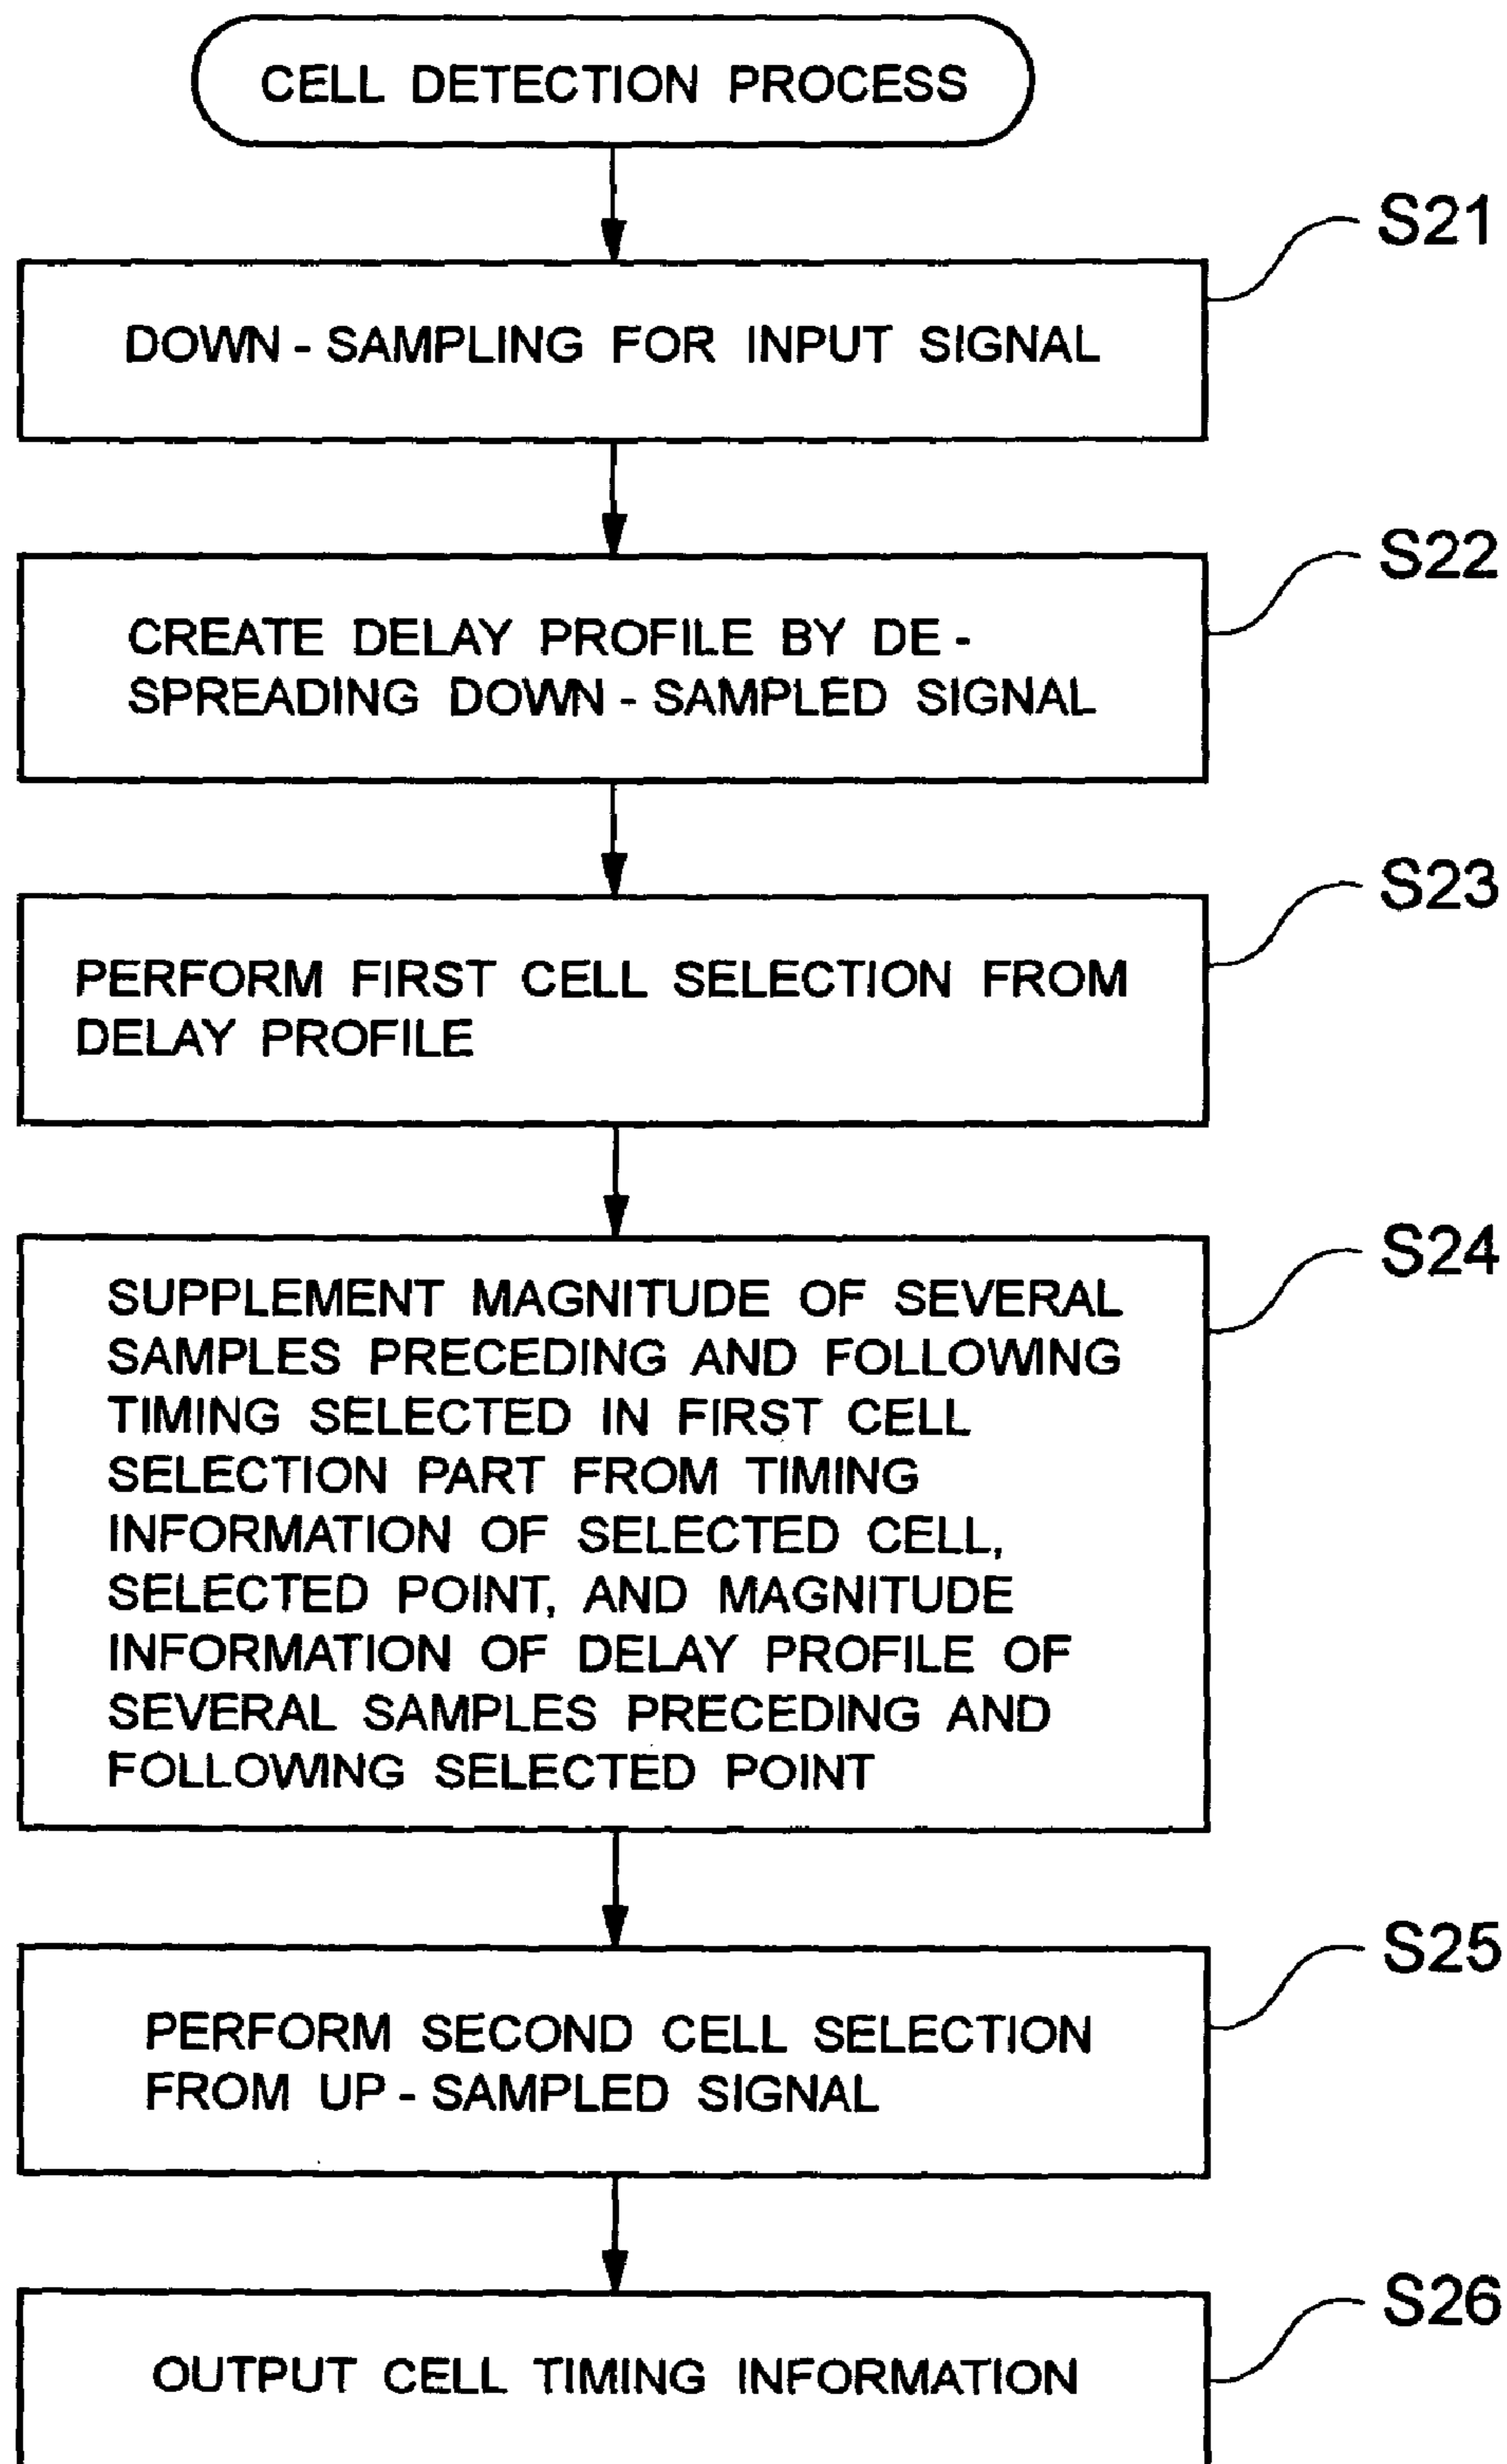 CELL DETECTION PROCESS
S21
DOWN - SAMPLING FOR INPUT SIGNAL
S22
CREATE DELAY PROFILE BY DE -
SPREADING DOWN - SAMPLED SIGNAL
S23
PERFORM FIRST CELL SELECTION FROM
DELAY PROFILE
S24
SUPPLEMENT MAGNITUDE OF SEVERAL
SAMPLES PRECEDING AND FOLLOWING
TIMING SELECTED IN FIRST CELL
SELECTION PART FROM TIMING
INFORMATION OF SELECTED CELL,
SELECTED POINT, AND MAGNITUDE
INFORMATION OF DELAY PROFILE OF
SEVERAL SAMPLES PRECEDING AND
FOLLOWING SELECTED POINT
S25
PERFORM SECOND CELL SELECTION
FROM UP - SAMPLED SIGNAL
S26
OUTPUT CELL TIMING INFORMATION